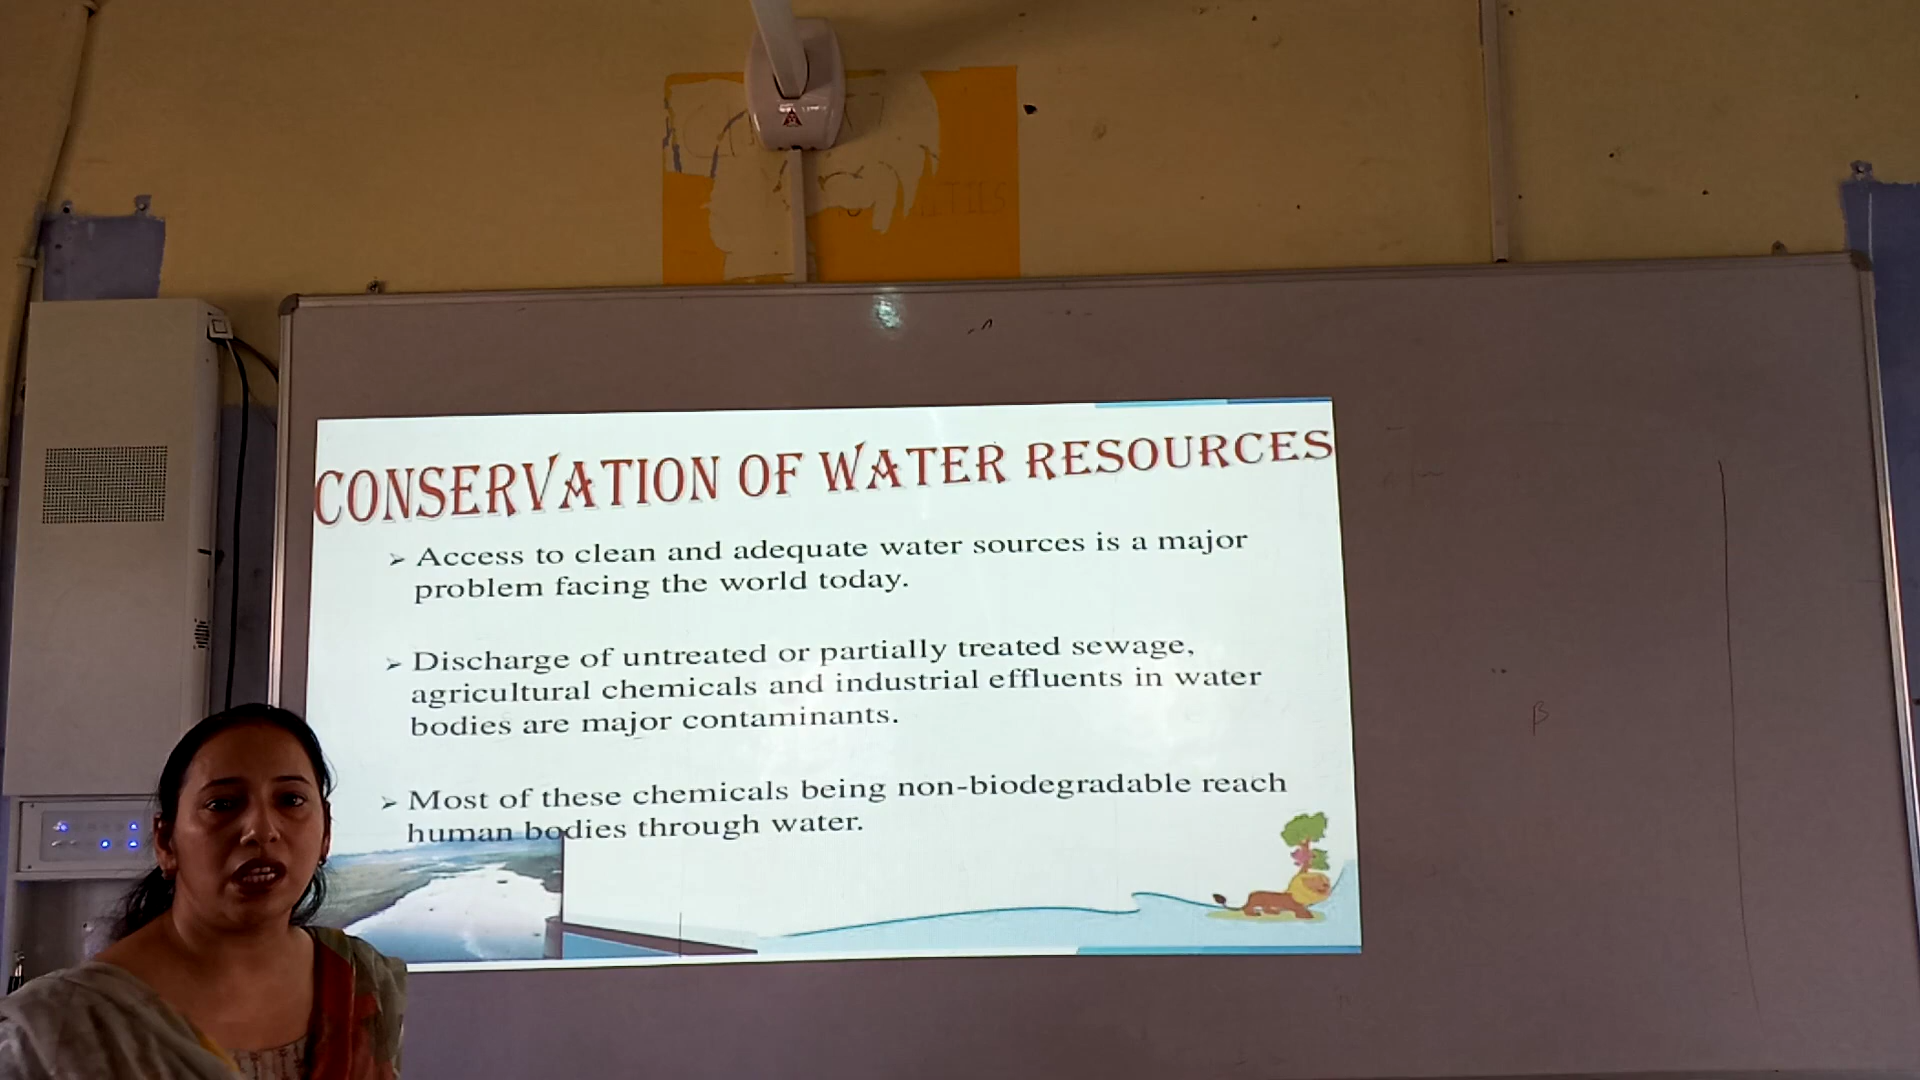 CONSERVATION OF WATER RESOURCES
➢ Access to clean and adequate water sources is a major
problem facing the world today.
➢ Discharge of untreated or partially treated sewage,
agricultural chemicals and industrial effluents in water
bodies are major contaminants.
➢ Most of these chemicals being non-biodegradable reach
human bodies through water.
β